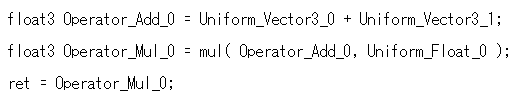 float3 Operator_Add_0 = Uniform_Vector3_0 + Uniform_Vector3_1;
float3 Operator_Mul_0 = mul( Operator_Add_0, Uniform_Float_0 );
ret = Operator_Mul_0;